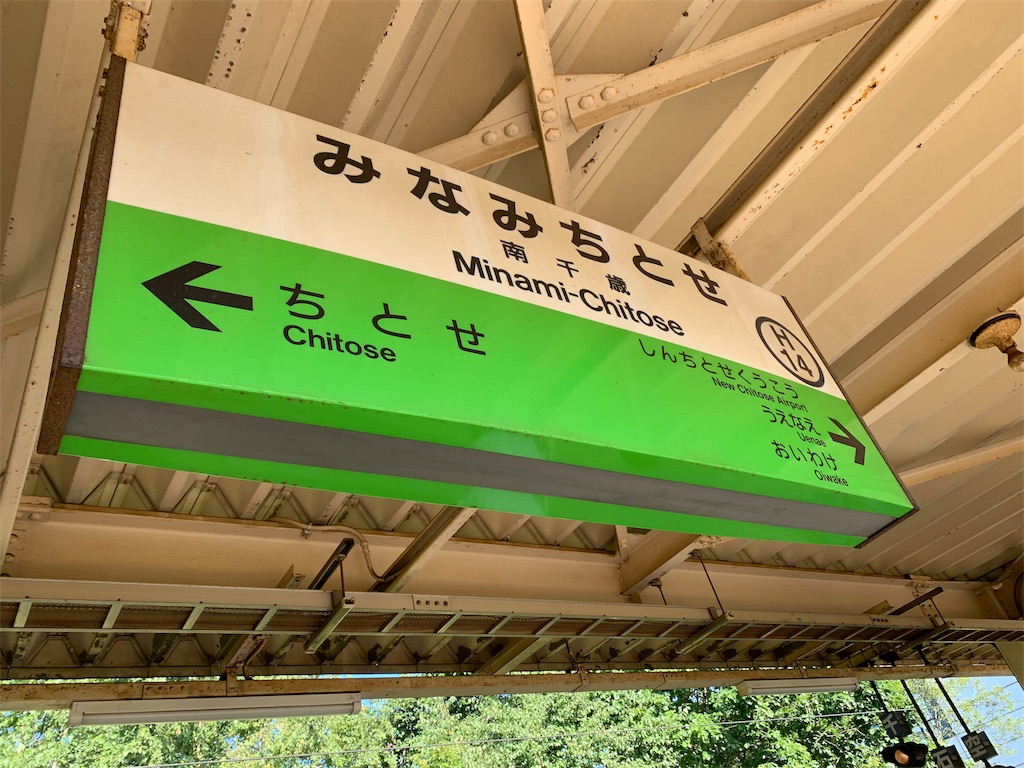 みなみちとせ
南千歳
Minami-Chitose
H
14
ちとせ
Chitose
しんちとせくうこう
New Chitose Airport
うえなえ
Uenae
おいわけ
Oiwake